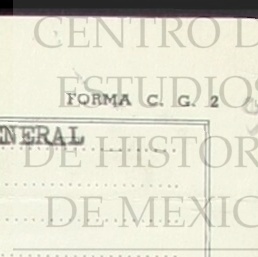 CENTRO D
ESTUDIOS
FORMA C. G. 2
NERAL
DE HISTOR
DE MEXIC